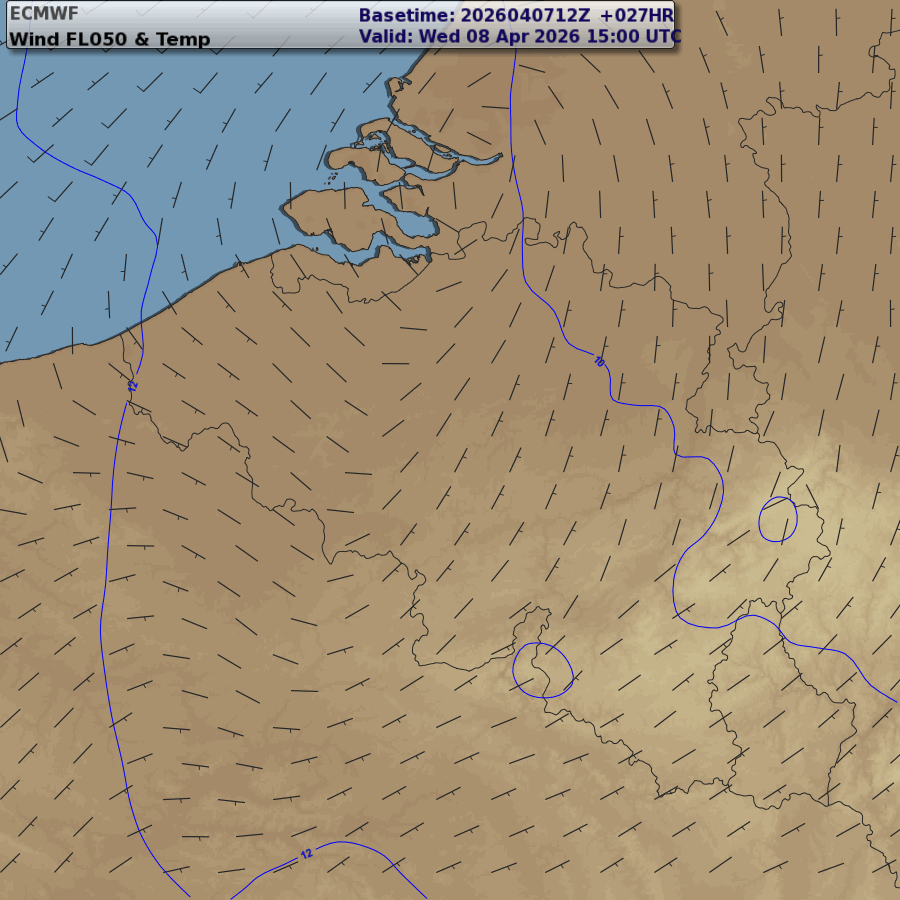 ECMWF
Basetime: 2026040712Z +027HR
Wind FL050 & Temp
Valid: Wed 08 Apr 2026 15:00 UTC
10
12
12